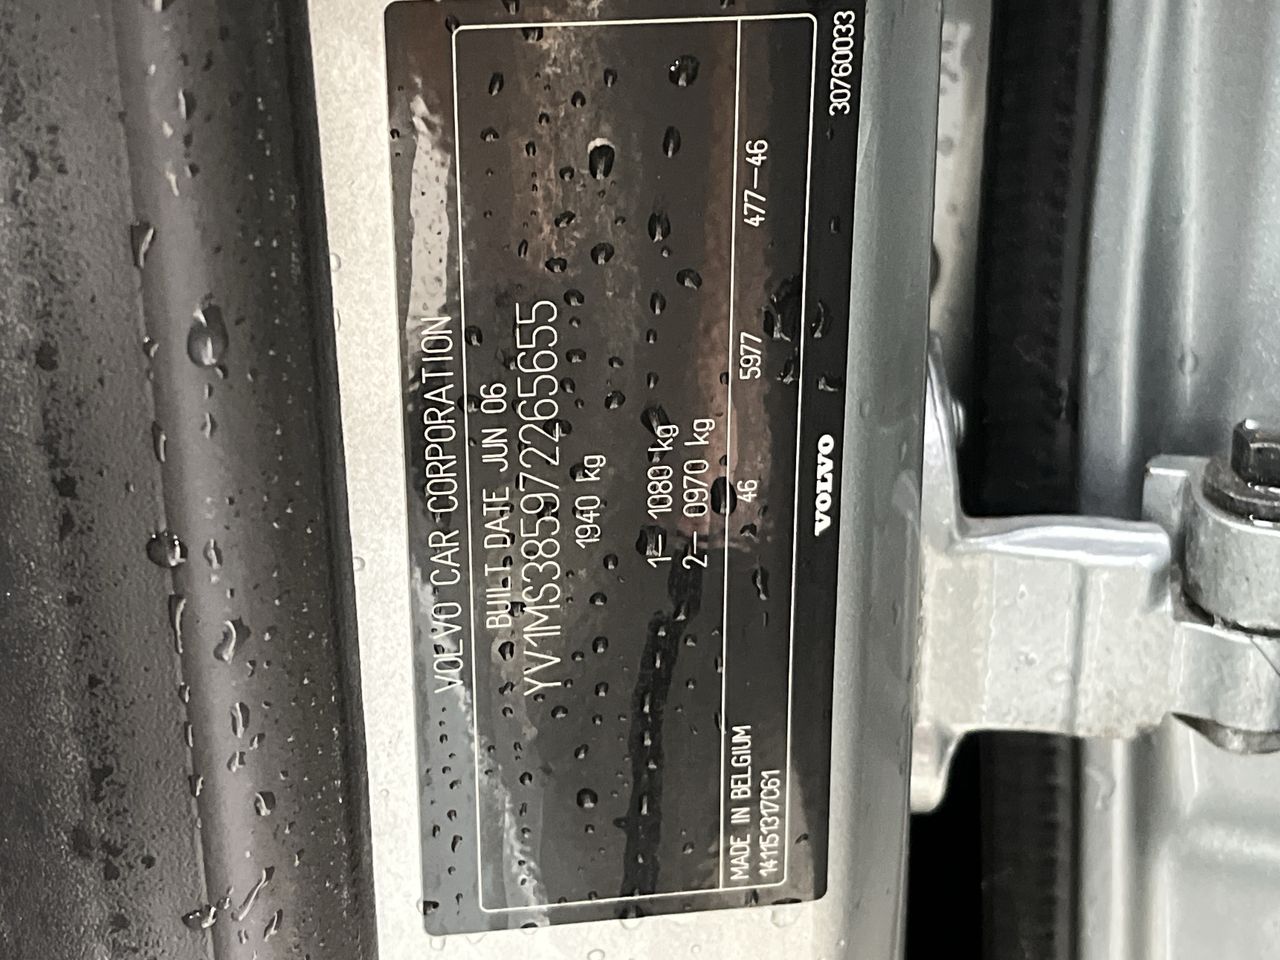 VOLVO CAR CORPORATION
BUILT DATE JUN 06
YV1MS385972265655
1940 kg
1– 1080 kg
2– 0970 kg
MADE IN BELGIUM 46 5977 477–46
141151317C61
VOLVO
30760033